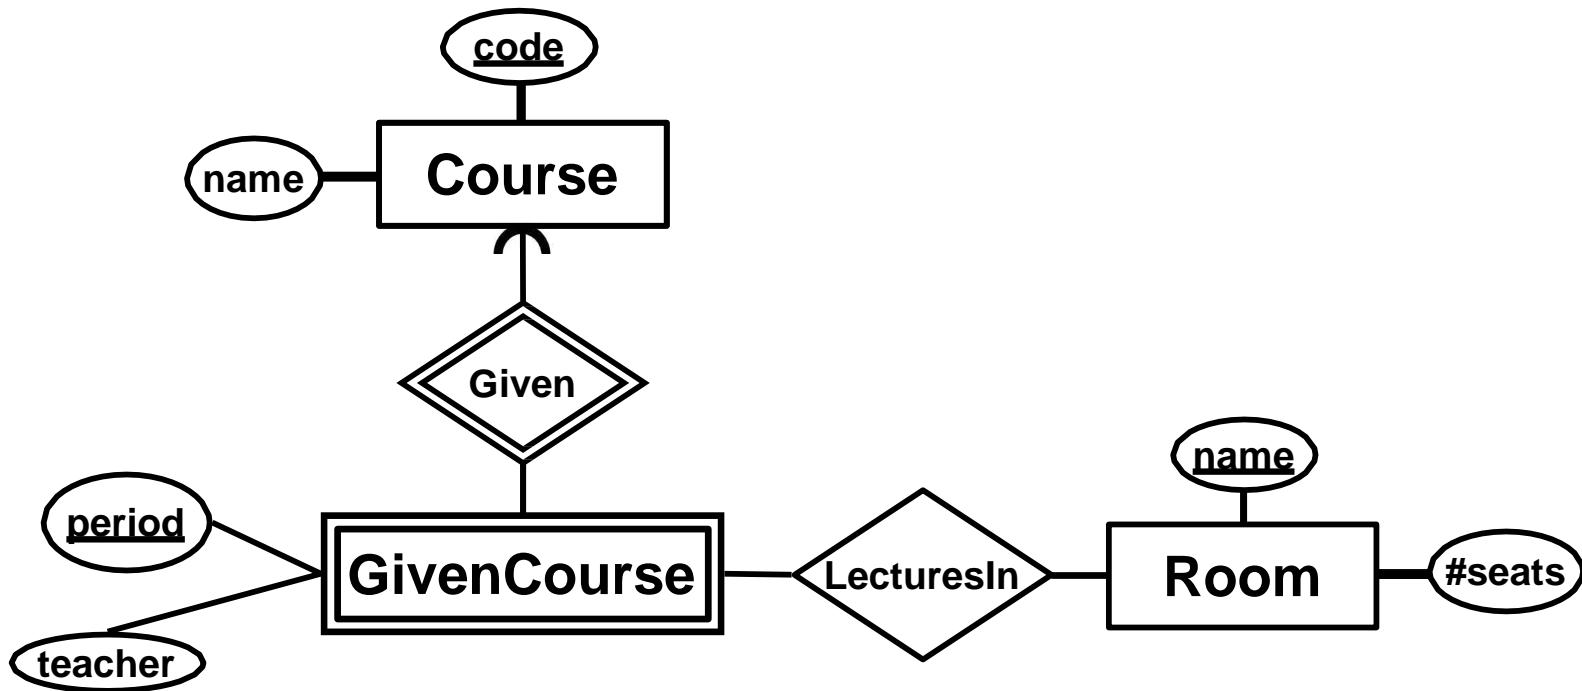 code
name
Course
Given
name
period
GivenCourse
LecturesIn
Room
#seats
teacher